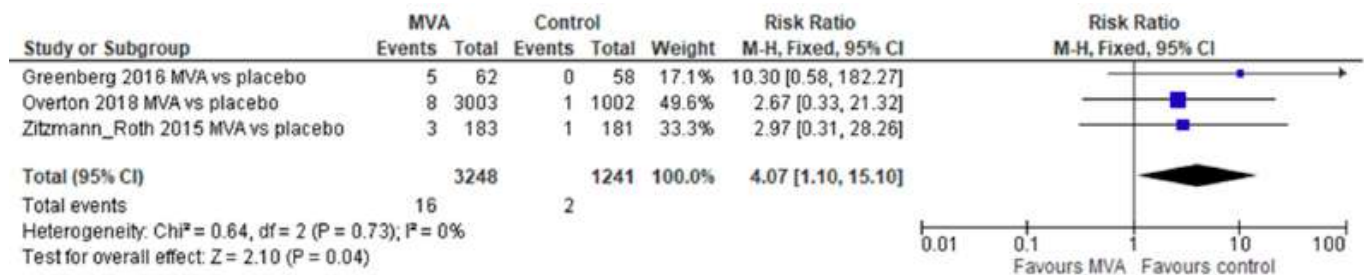 MVA Control Risk Ratio Risk Ratio
Study or Subgroup Events Total Events Total Weight M-H, Fixed, 95% CI M-H, Fixed, 95% CI
Greenberg 2016 MVA vs placebo 5 62 0 58 17.1% 10.30 [0.58, 182.27]
Overton 2018 MVA vs placebo 8 3003 1 1002 49.6% 2.67 [0.33, 21.32]
Zitzmann_Roth 2015 MVA vs placebo 3 183 1 181 33.3% 2.97 [0.31, 28.26]
Total (95% CI) 3248 1241 100.0% 4.07 [1.10, 15.10]
Total events 16 2
Heterogeneity: Chi² = 0.64, df = 2 (P = 0.73); I² = 0%
Test for overall effect: Z = 2.10 (P = 0.04)
0.01 0.1 1 10 100
Favours MVA Favours control